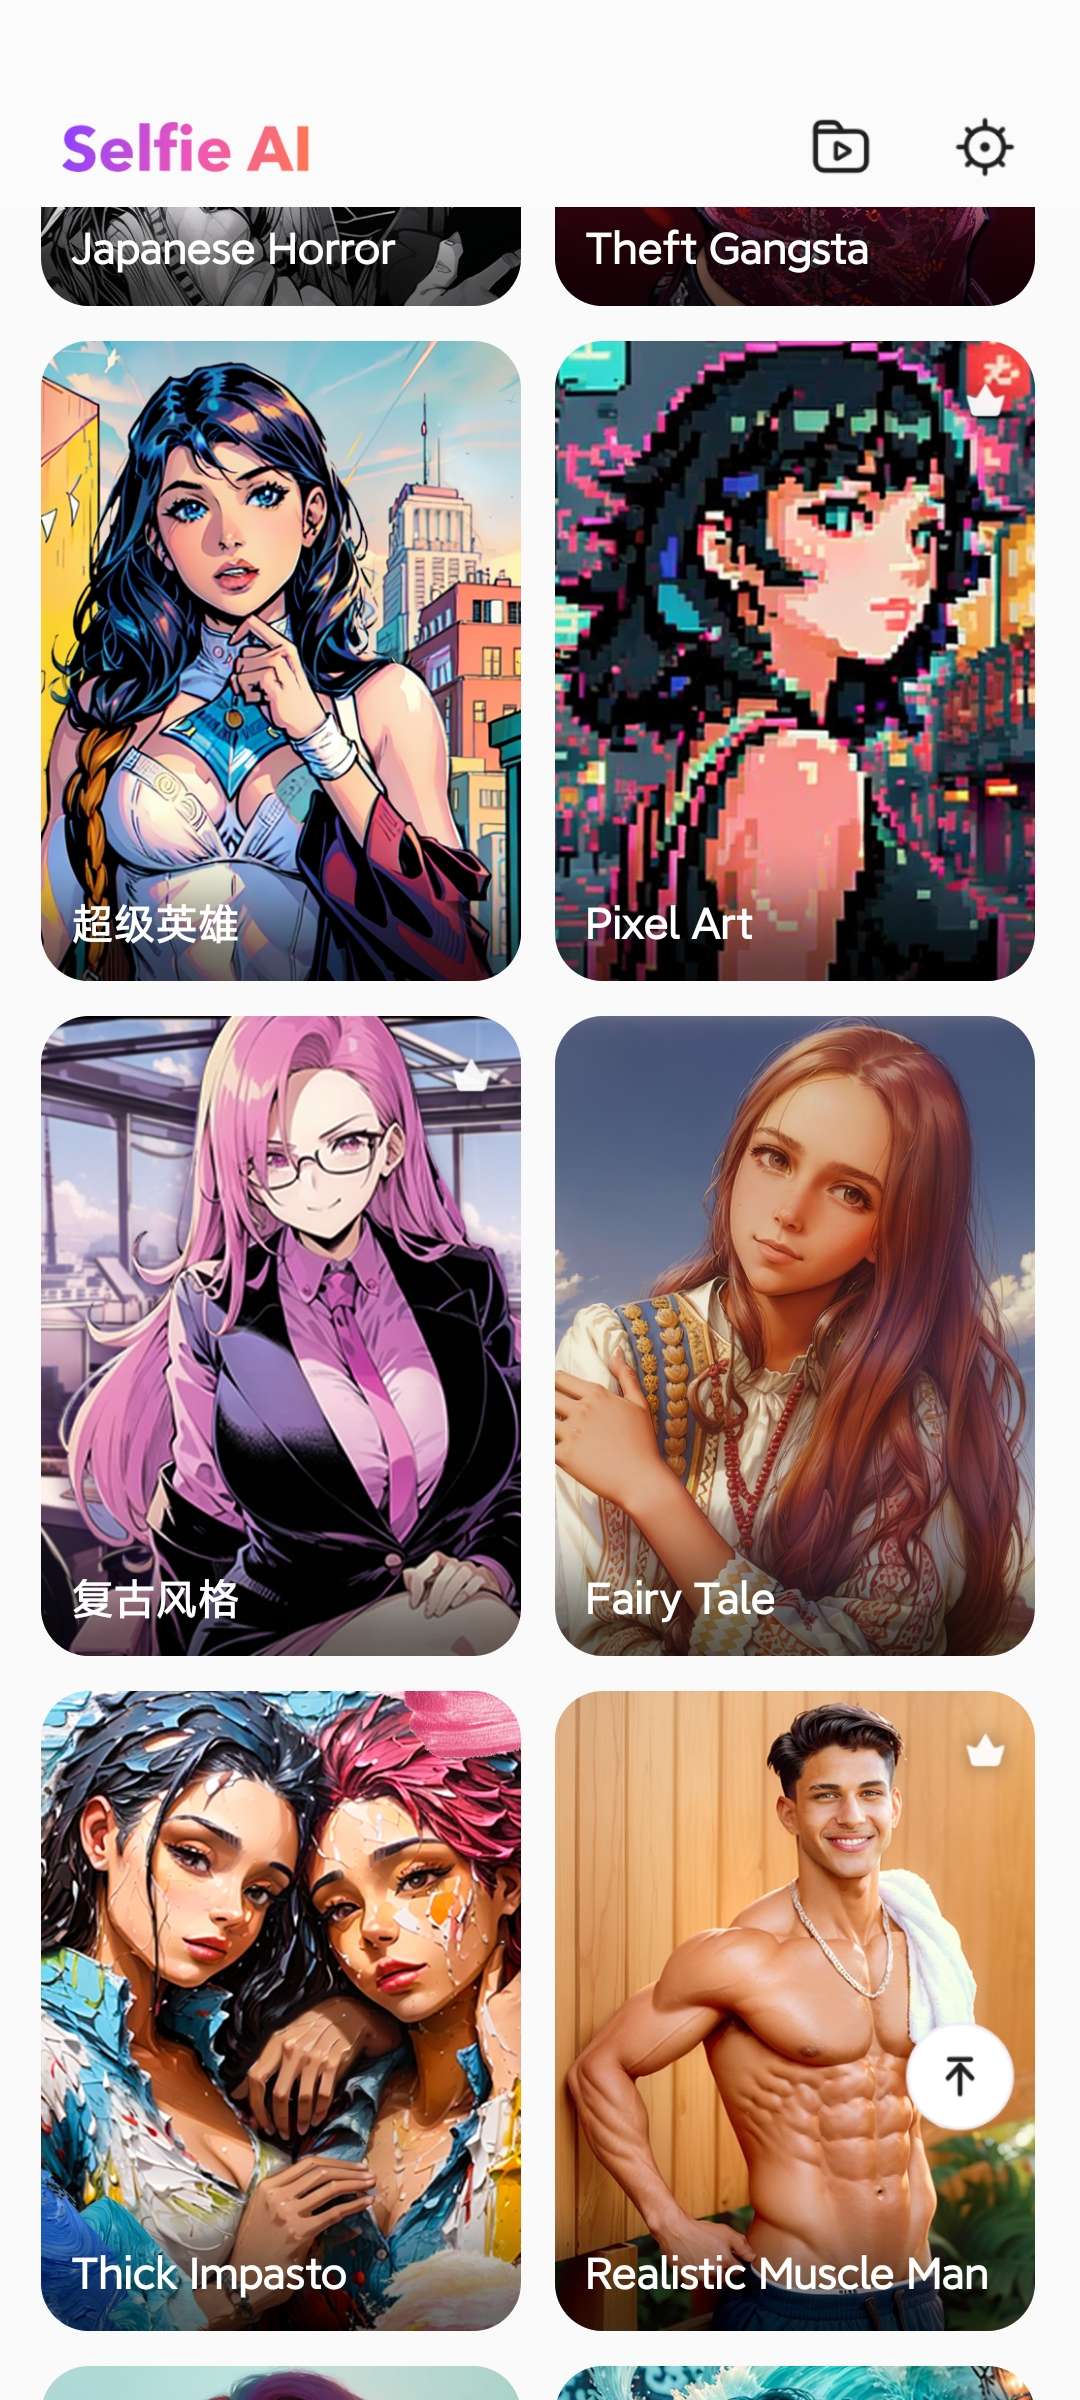 Selfie AI
Japanese Horror
Theft Gangsta
超级英雄
Pixel Art
复古风格
Fairy Tale
Thick Impasto
Realistic Muscle Man